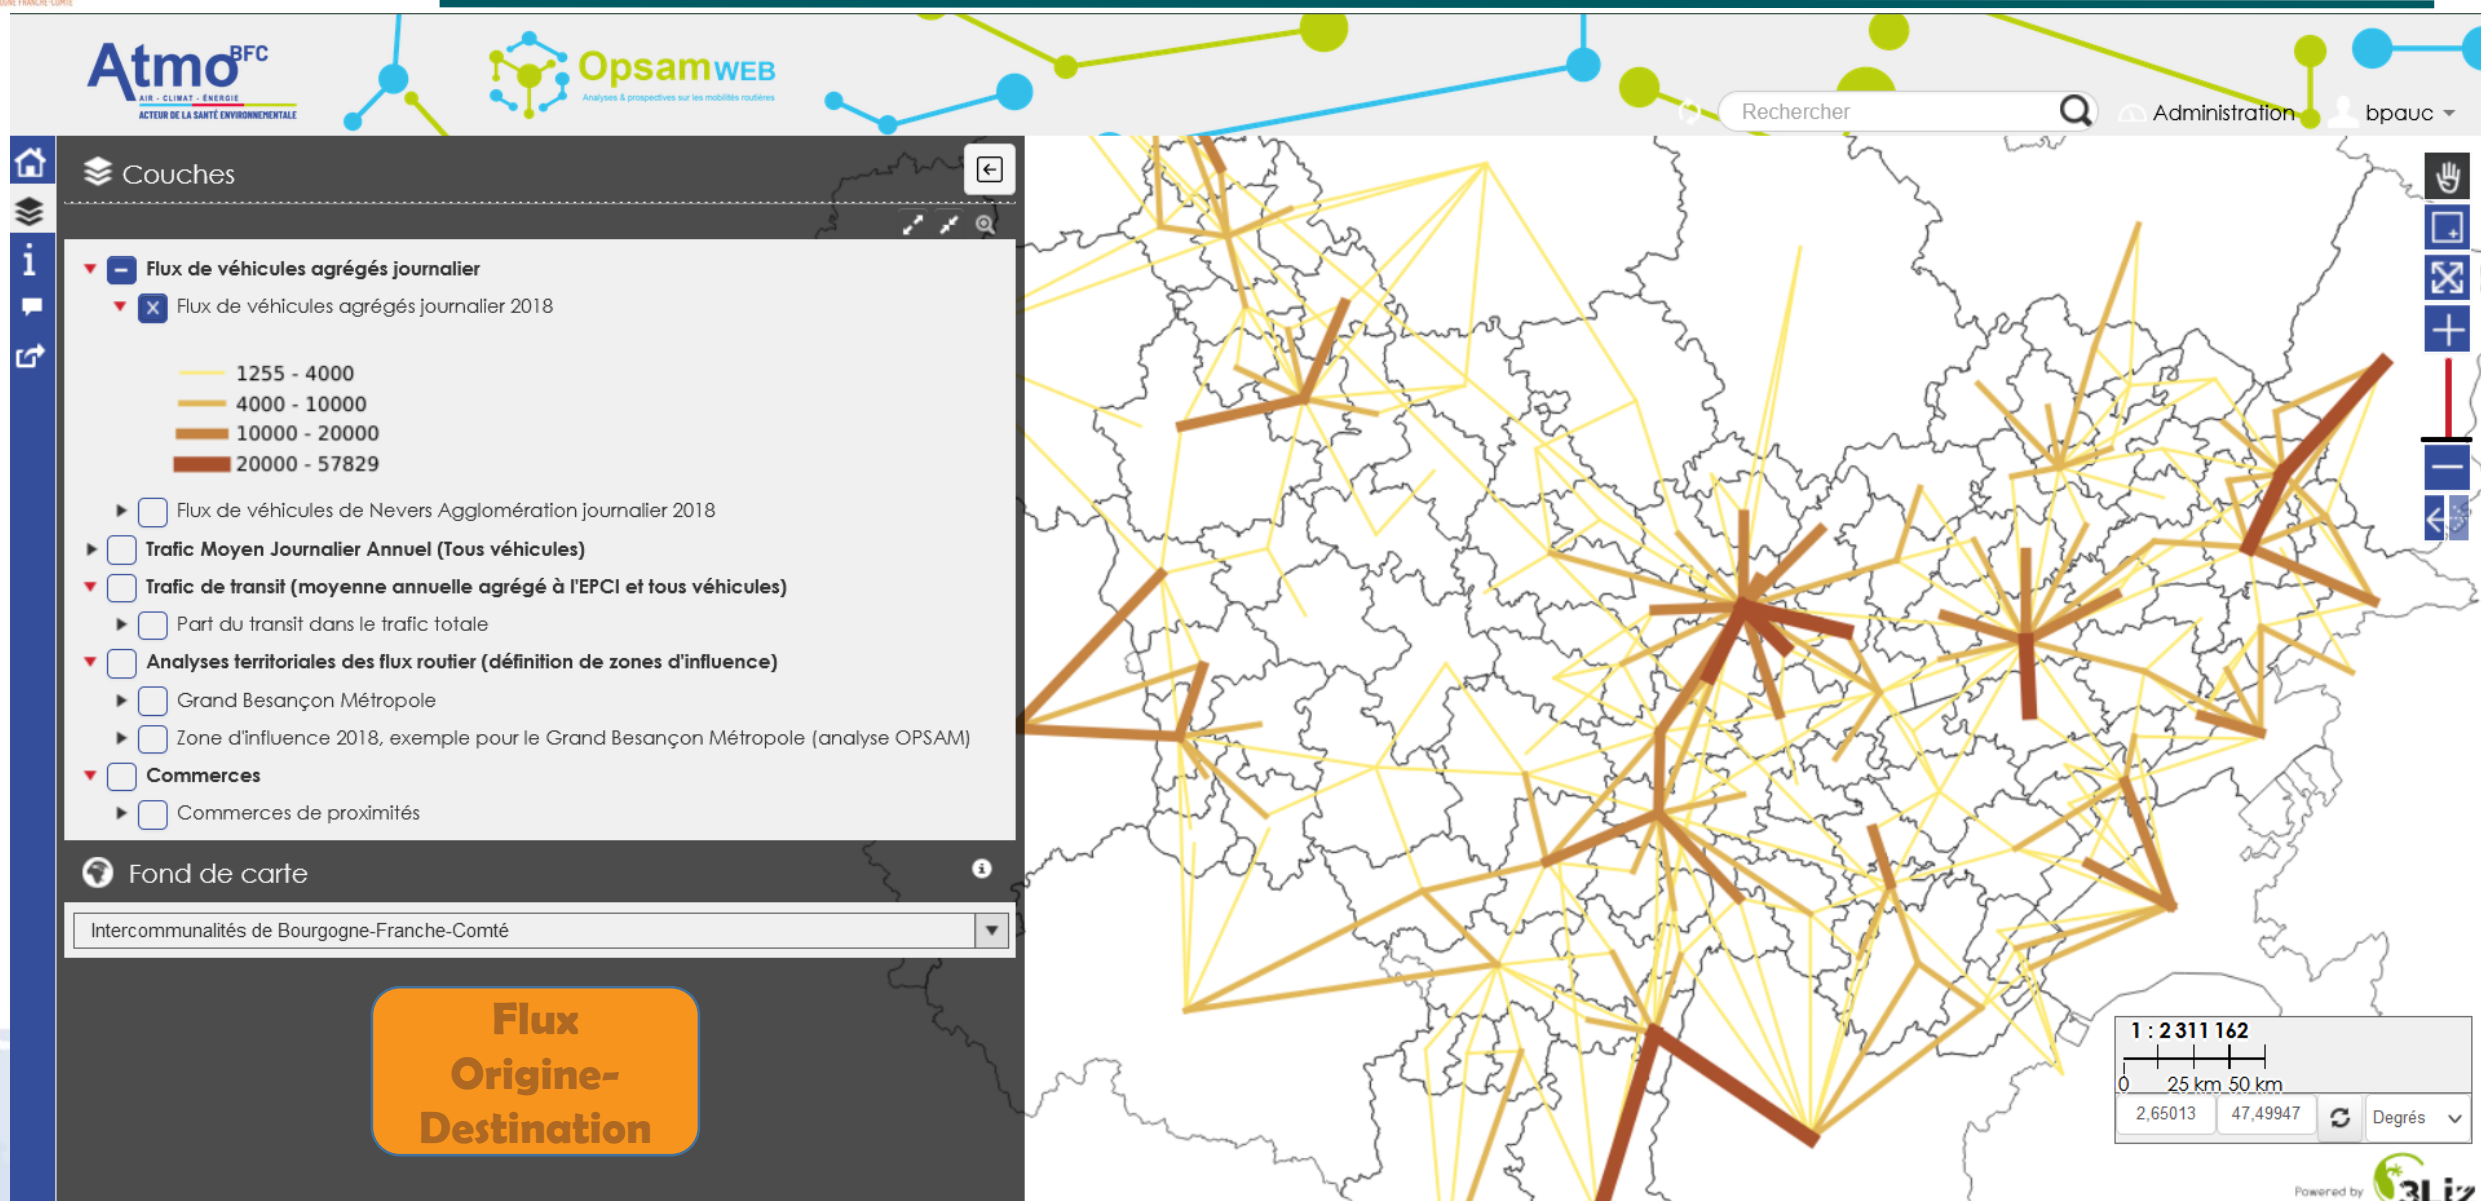 Atmo BFC
AIR - CLIMAT - ÉNERGIE
ACTEUR DE LA SANTÉ ENVIRONNEMENTALE
Opsam WEB
Analyses & prospectives sur les mobilités routières
Rechercher
Administration
bpauc
Couches
Flux de véhicules agrégés journalier
Flux de véhicules agrégés journalier 2018
1255 - 4000
4000 - 10000
10000 - 20000
20000 - 57829
Flux de véhicules de Nevers Agglomération journalier 2018
Trafic Moyen Journalier Annuel (Tous véhicules)
Trafic de transit (moyenne annuelle agrégé à l'EPCI et tous véhicules)
Part du transit dans le trafic totale
Analyses territoriales des flux routier (définition de zones d'influence)
Grand Besançon Métropole
Zone d'influence 2018, exemple pour le Grand Besançon Métropole (analyse OPSAM)
Commerces
Commerces de proximités
Fond de carte
Intercommunalités de Bourgogne-Franche-Comté
Flux
Origine-
Destination
1 : 2 311 162
0 25 km 50 km
2,65013 47,49947 Degrés
Powered by 3Liz